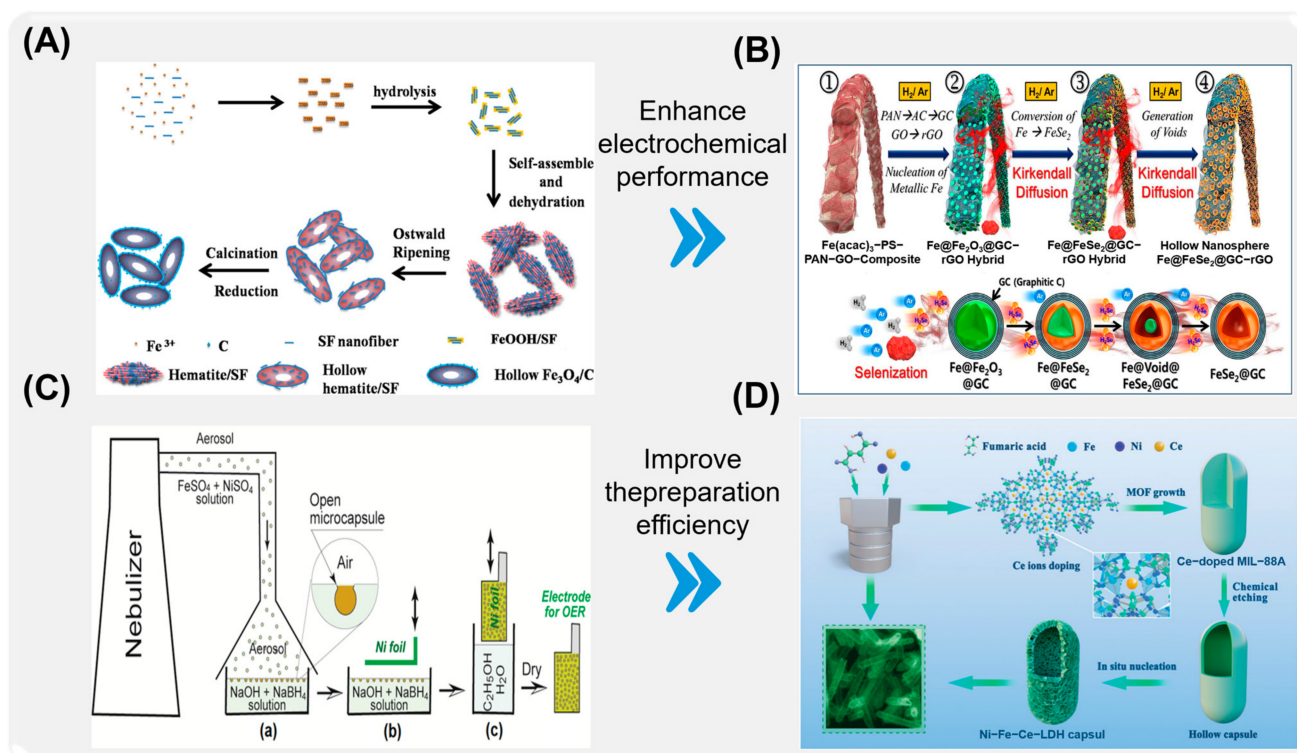 (A)
hydrolysis
Self-assemble
and
dehydration
Ostwald
Ripening
Calcination
Reduction
Fe 3+
C
SF nanofiber
FeOOH/SF
Hematite/SF
Hollow
hematite/SF
Hollow Fe3O4/C
Enhance
electrochemical
performance
(B)
① H2/ Ar ② H2/ Ar ③ H2/ Ar ④
PAN→AC→GC
GO→rGO
Nucleation of
Metallic Fe
Conversion of
Fe → FeSe2
Kirkendall
Diffusion
Generation
of Voids
Kirkendall
Diffusion
Fe(acac)3−PS−
PAN−GO−Composite
Fe@Fe2O3@GC−
rGO Hybrid
Fe@FeSe2@GC−
rGO Hybrid
Hollow Nanosphere
Fe@FeSe2@GC−rGO
GC (Graphitic C)
H2
Ar
H2Se
Selenization
Fe@Fe2O3
@GC
Fe@FeSe2
@GC
Fe@Void@
FeSe2@GC
FeSe2@GC
(C)
Nebulizer
Aerosol
FeSO4 + NiSO4
solution
Open
microcapsule
Air
Aerosol
NaOH + NaBH4
solution
(a)
Ni foil
NaOH + NaBH4
solution
(b)
Ni foil
C2H5OH
H2O
(c)
Dry
Electrode
for OER
Improve
thepreparation
efficiency
(D)
Fumaric acid
Fe
Ni
Ce
Ce ions doping
MOF growth
Ce−doped MIL−88A
Chemical
etching
Hollow capsule
In situ nucleation
Ni−Fe−Ce−LDH capsul